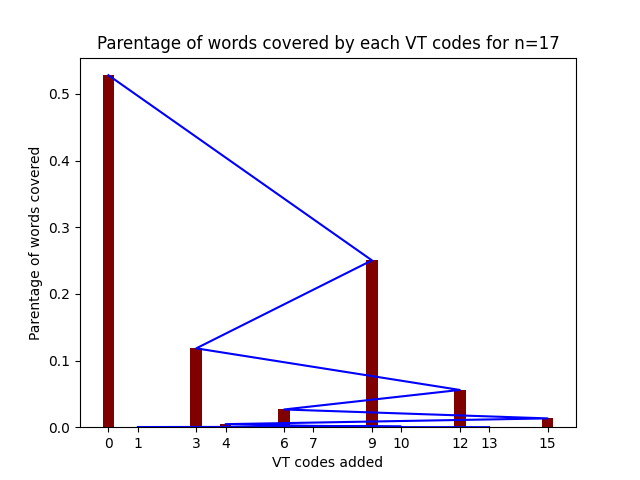 Parentage of words covered by each VT codes for n=17
Parentage of words covered
0.5
0.4
0.3
0.2
0.1
0.0
0 1 3 4 6 7 9 10 12 13 15
VT codes added